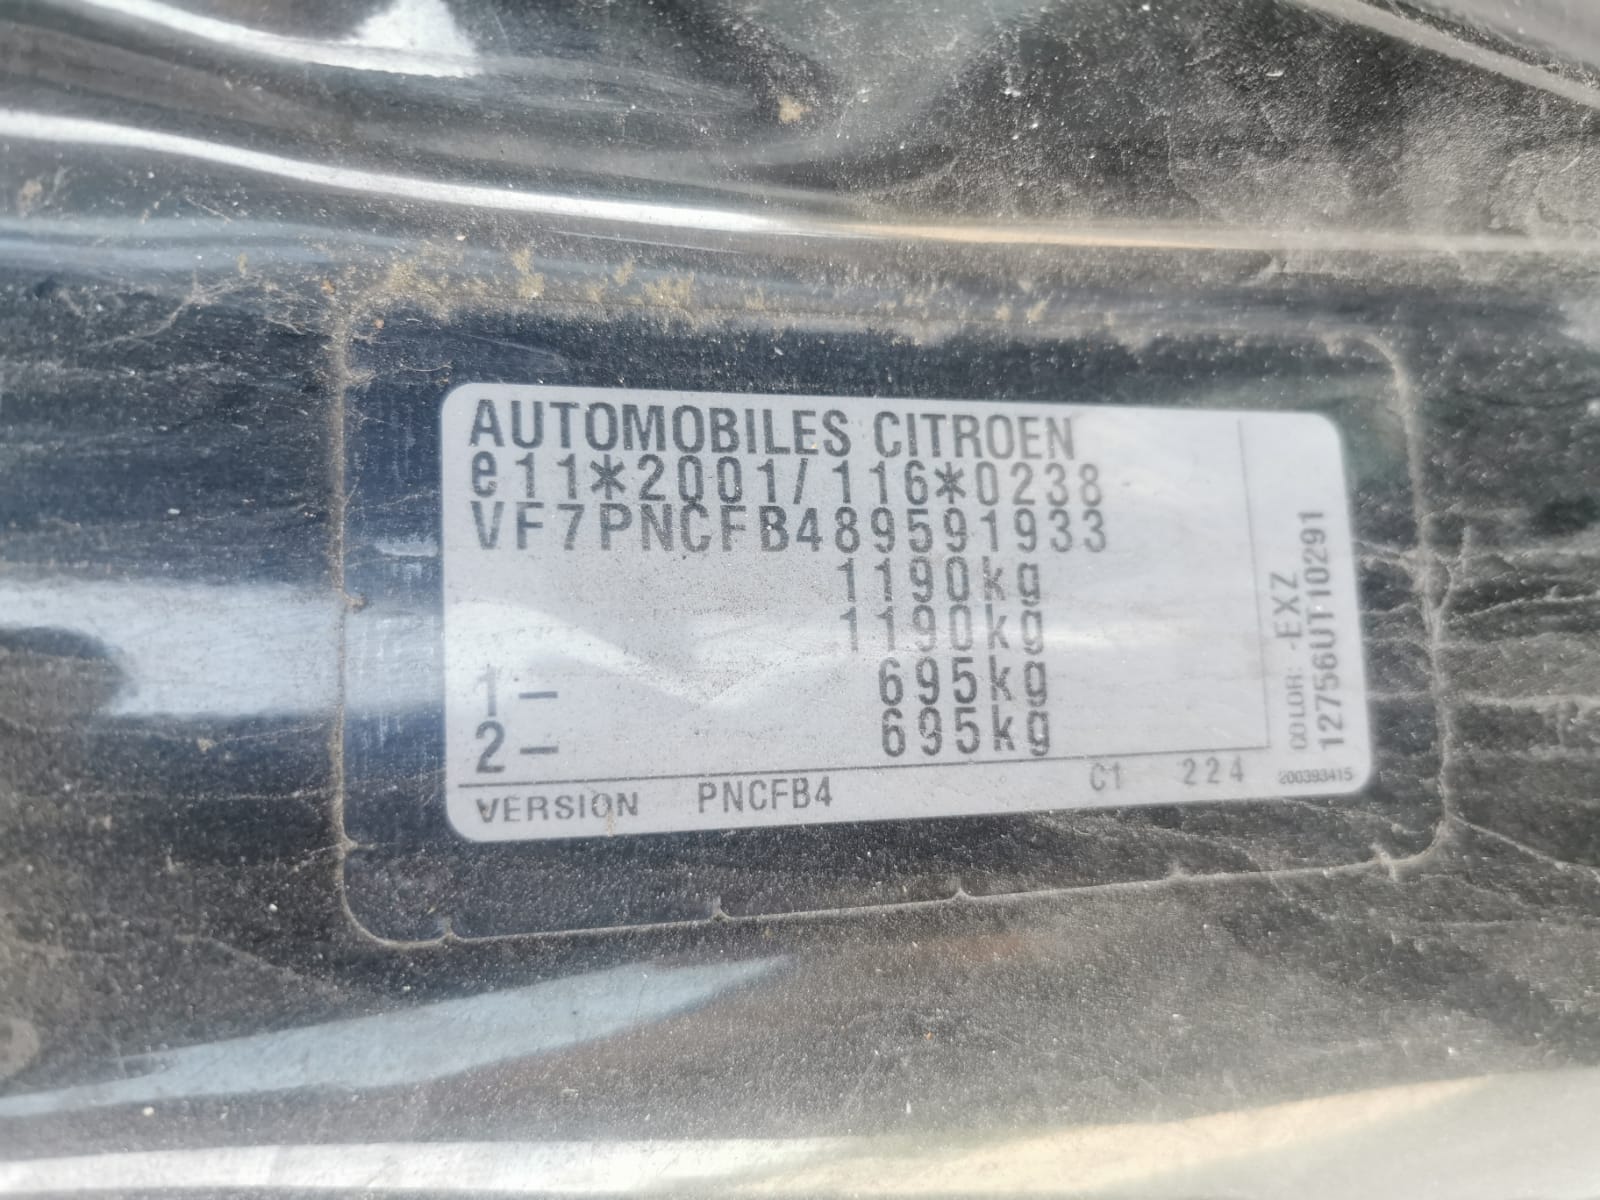 AUTOMOBILES CITROEN
e11*2001/116*0238
VF7PNCFB489591933
1190kg
1190kg
1- 695kg
2- 695kg
VERSION PNCFB4 C1 224
COLOR: -EXZ
12756UT10291
200393415